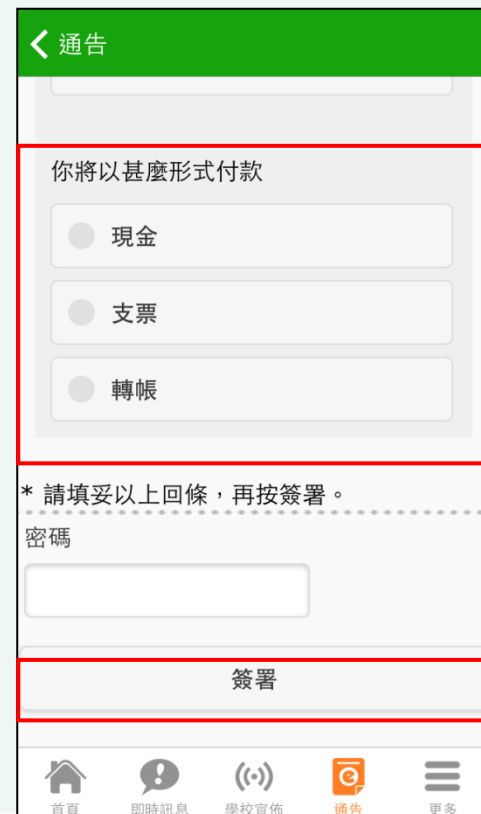 通告
你將以甚麼形式付款
現金
支票
轉帳
* 請填妥以上回條，再按簽署。
密碼
簽署
首頁 即時訊息 學校宣佈 通告 更多